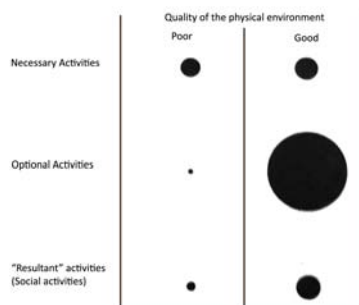 Quality of the physical environment
Poor
Good
Necessary Activities
Optional Activities
"Resultant" activities
(Social activities)